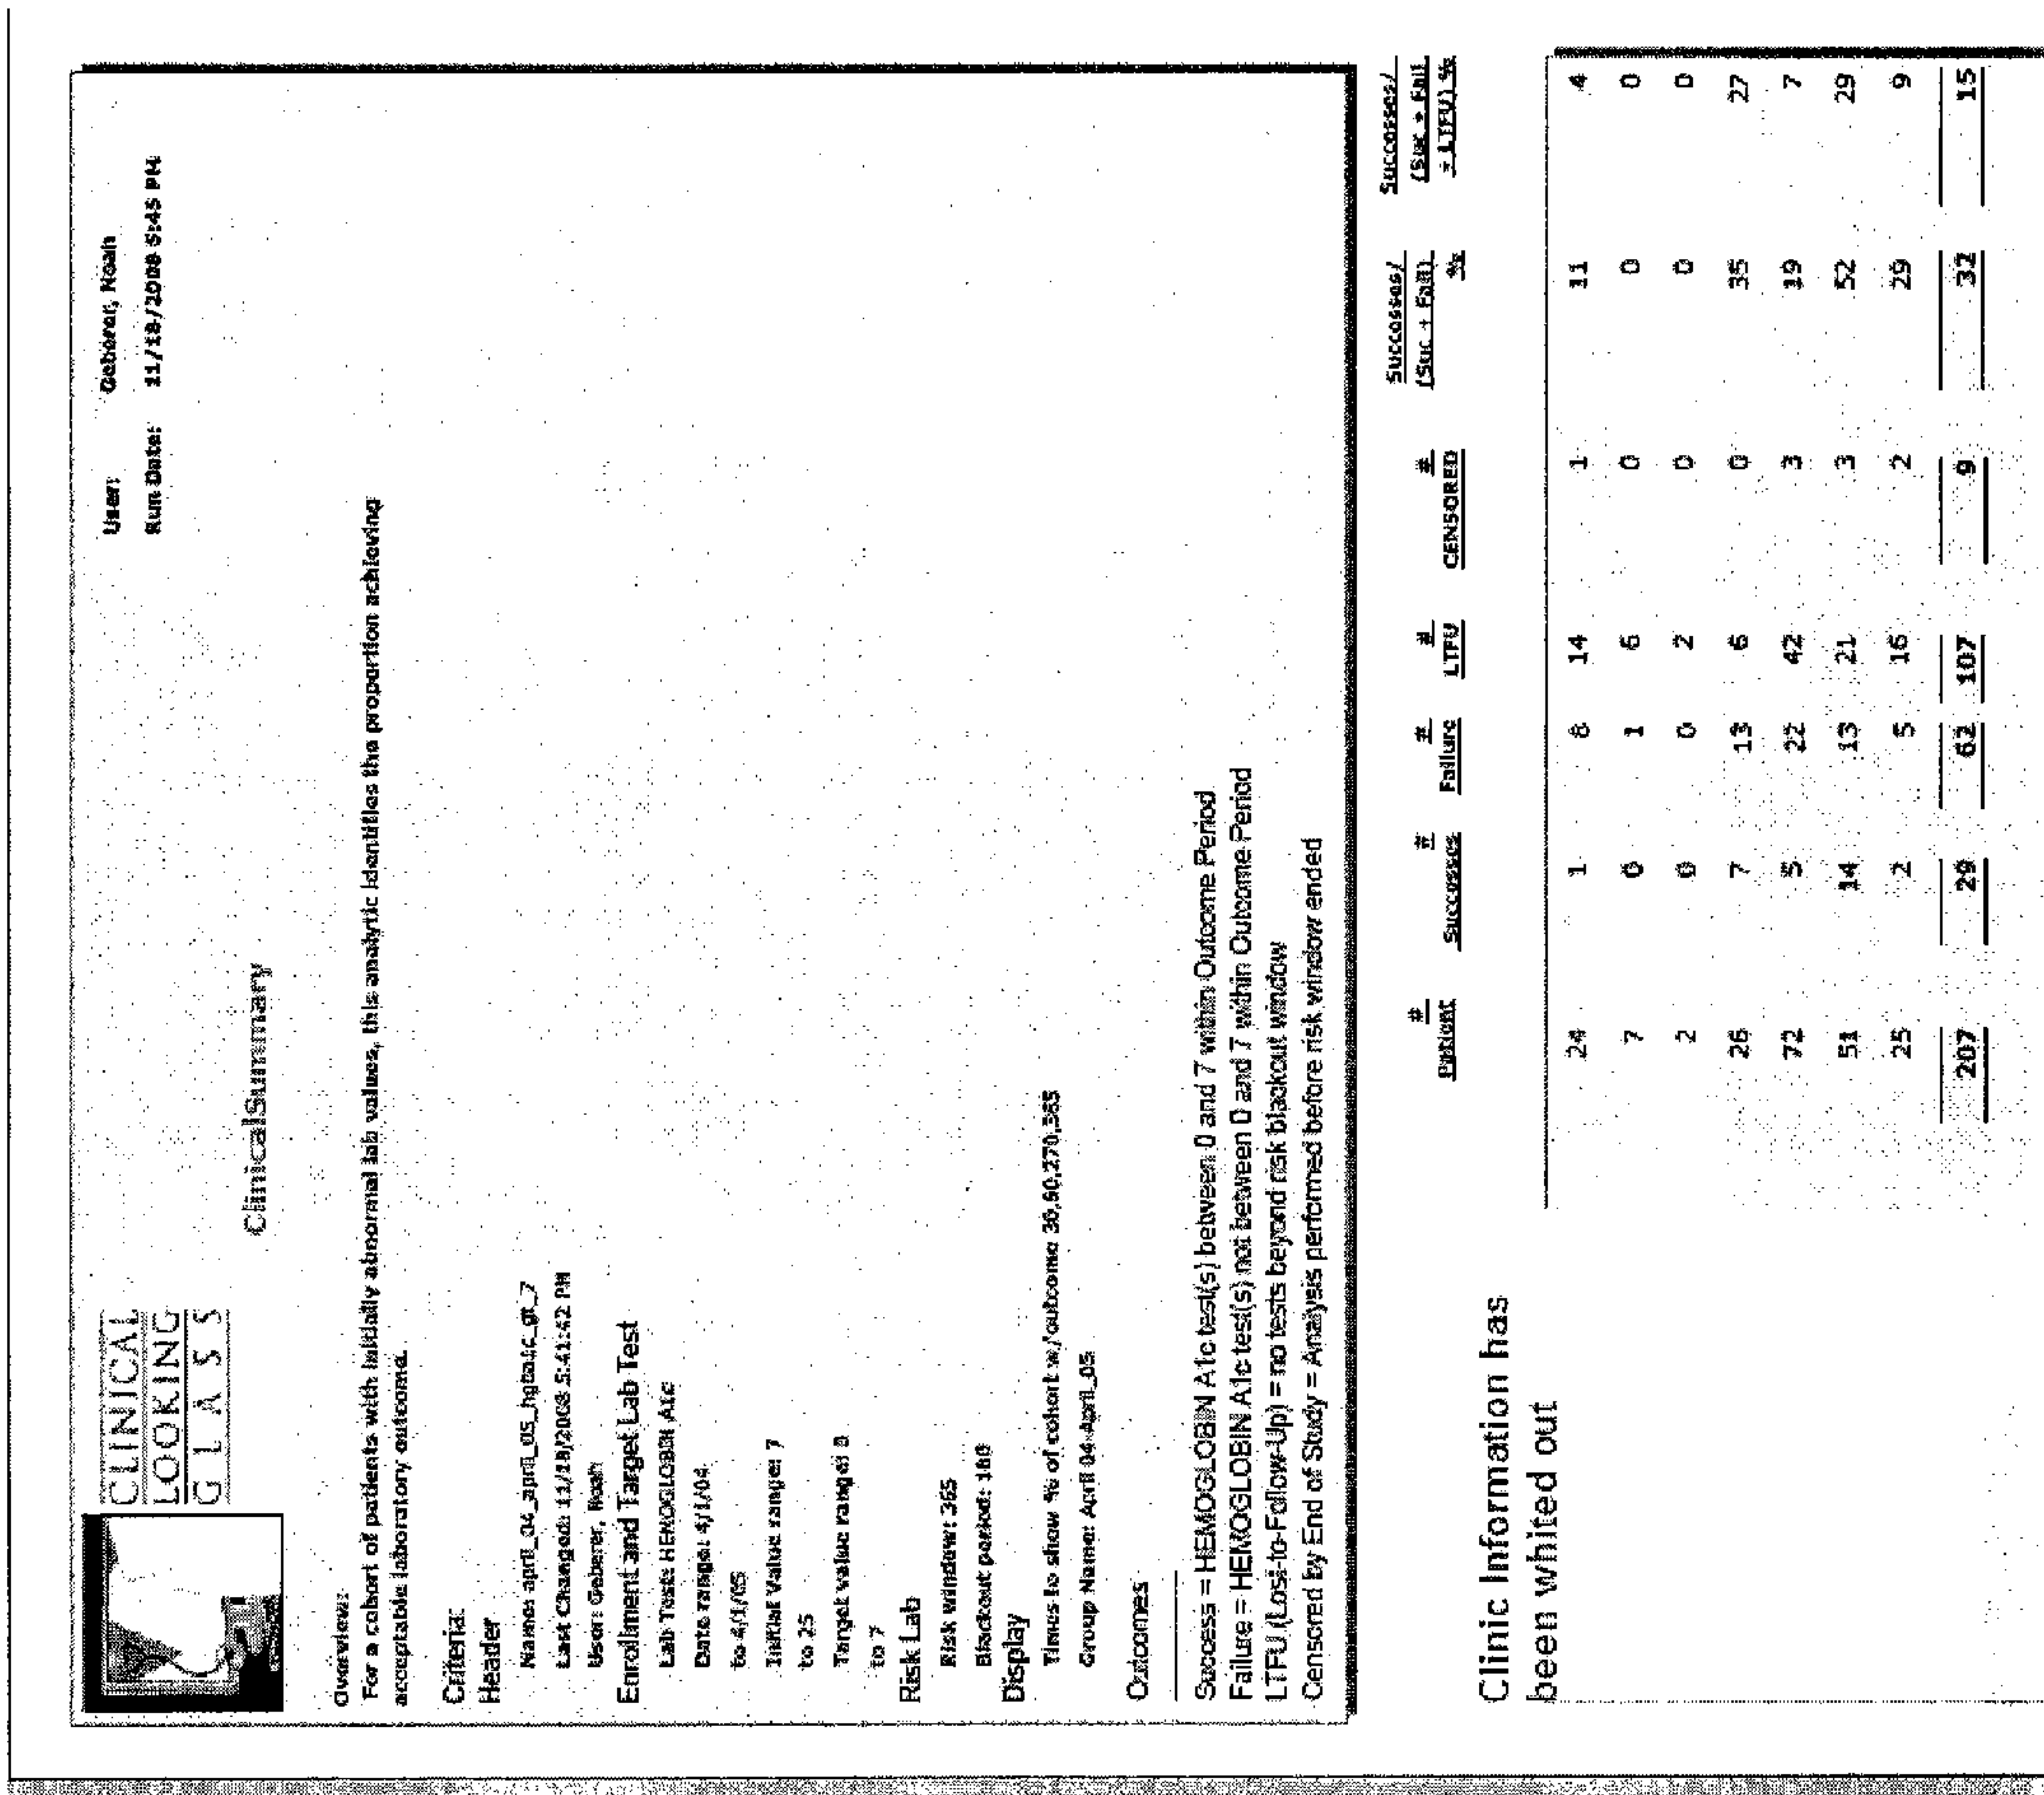 CLINICAL
LOOKING
GLASS
User: Geberer, Noah
Run Date: 11/18/2008 5:45 PM
ClinicalSummary
Overview:
For a cohort of patients with initially abnormal lab values, this analytic identifies the proportion achieving
acceptable laboratory outcome.
Criteria:
Header
Name: april_04_april_05_hgba1c_gt_7
Last Changed: 11/18/2008 5:41:42 PM
User: Geberer, Noah
Enrollment and Target Lab Test
Lab Test: HEMOGLOBIN A1c
Date range: 4/1/04
to 4/1/05
Initial Value range: 7
to 25
Target value range: 0
to 7
Risk Lab
Risk window: 365
Blackout period: 180
Display
Times to show % of cohort w/outcome 30,60,270,365
Group Name: April 04-April_05
Outcomes
Success = HEMOGLOBIN A1c test(s) between 0 and 7 within Outcome Period
Failure = HEMOGLOBIN A1c test(s) not between 0 and 7 within Outcome Period
LTFU (Lost-to-Follow-Up) = no tests beyond risk blackout window
Censored by End of Study = Analysis performed before risk window ended
# Patient # Successes # Failure # LTFU # CENSORED Successes/ (Suc + Fail) % Successes/ (Suc + Fail + LTFU) %
Clinic Information has
been whited out
24 1 8 14 1 11 4
7 0 1 6 0 0 0
2 0 0 2 0 0 0
26 7 13 6 0 35 27
72 5 22 42 3 19 7
51 14 13 21 3 52 29
25 2 5 16 2 29 9
207 29 62 107 9 32 15